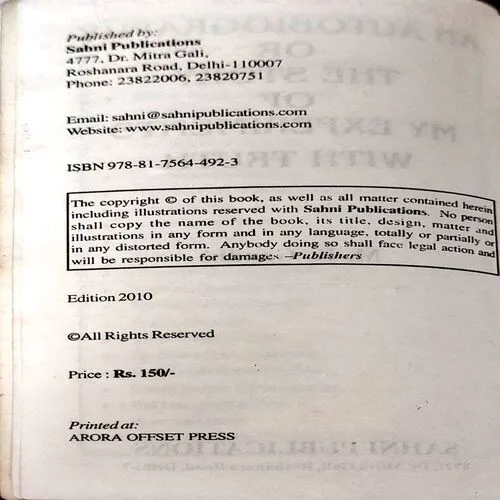 Published by:
Sahni Publications
4777, Dr. Mitra Gali,
Roshanara Road, Delhi-110007
Phone: 23822006, 23820751
Email: sahni@sahnipublications.com
Website: www.sahnipublications.com
ISBN 978-81-7564-492-3
The copyright © of this book, as well as all matter contained herein
including illustrations reserved with Sahni Publications. No person
shall copy the name of the book, its title, design, matter and
illustrations in any form and in any language, totally or partially or
in any distorted form. Anybody doing so shall face legal action and
will be responsible for damages –Publishers
Edition 2010
©All Rights Reserved
Price : Rs. 150/-
Printed at:
ARORA OFFSET PRESS